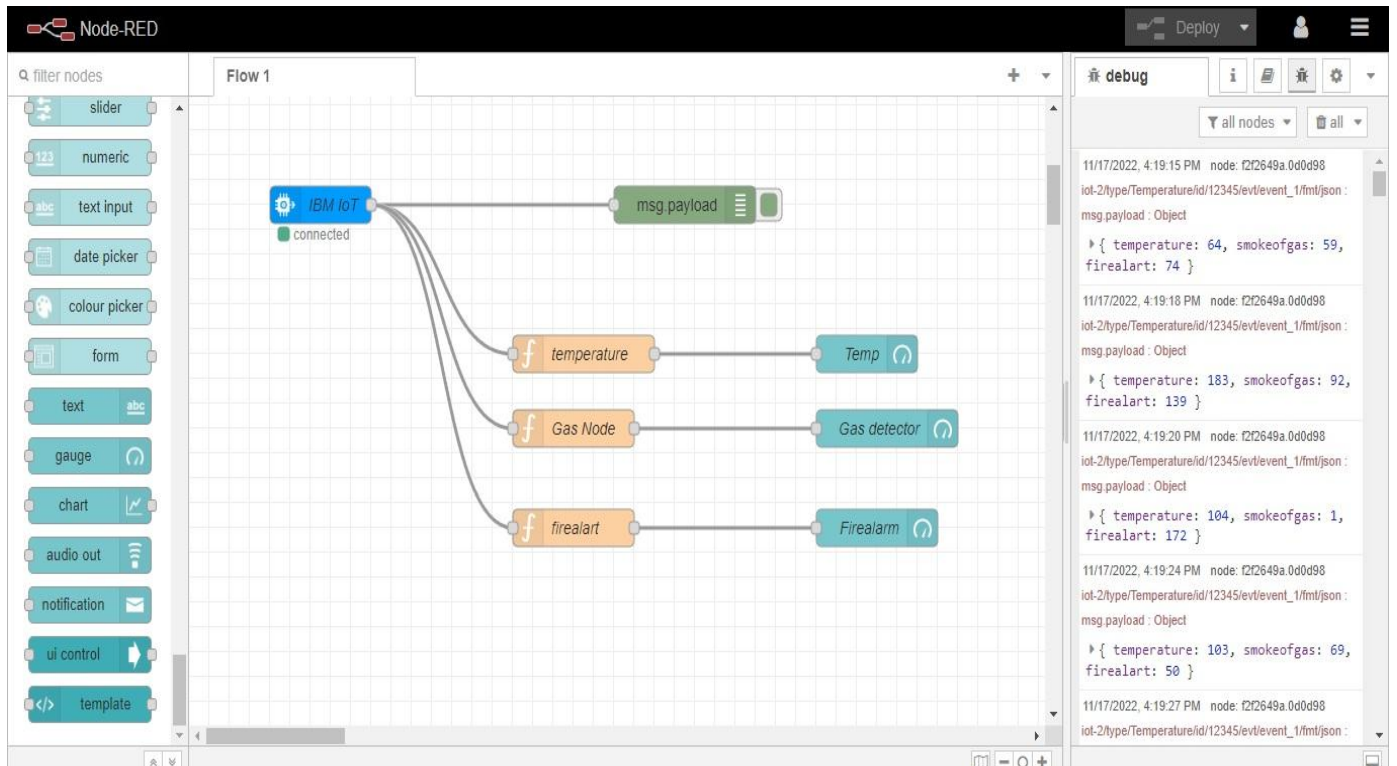 Node-RED
Deploy
filter nodes
Flow 1
debug
i
all nodes
all
slider
123 numeric
abc text input
date picker
colour picker
form
text abc
gauge
chart
audio out
notification
ui control
</> template
IBM IoT
connected
msg.payload
f temperature
Temp
f Gas Node
Gas detector
f firealart
Firealarm
11/17/2022, 4:19:15 PM node: f2f2649a.0d0d98
iot-2/type/Temperature/id/12345/evt/event_1/fmt/json :
msg.payload : Object
{ temperature: 64, smokeofgas: 59,
firealart: 74 }
11/17/2022, 4:19:18 PM node: f2f2649a.0d0d98
iot-2/type/Temperature/id/12345/evt/event_1/fmt/json :
msg.payload : Object
{ temperature: 183, smokeofgas: 92,
firealart: 139 }
11/17/2022, 4:19:20 PM node: f2f2649a.0d0d98
iot-2/type/Temperature/id/12345/evt/event_1/fmt/json :
msg.payload : Object
{ temperature: 104, smokeofgas: 1,
firealart: 172 }
11/17/2022, 4:19:24 PM node: f2f2649a.0d0d98
iot-2/type/Temperature/id/12345/evt/event_1/fmt/json :
msg.payload : Object
{ temperature: 103, smokeofgas: 69,
firealart: 50 }
11/17/2022, 4:19:27 PM node: f2f2649a.0d0d98
iot-2/type/Temperature/id/12345/evt/event_1/fmt/json :